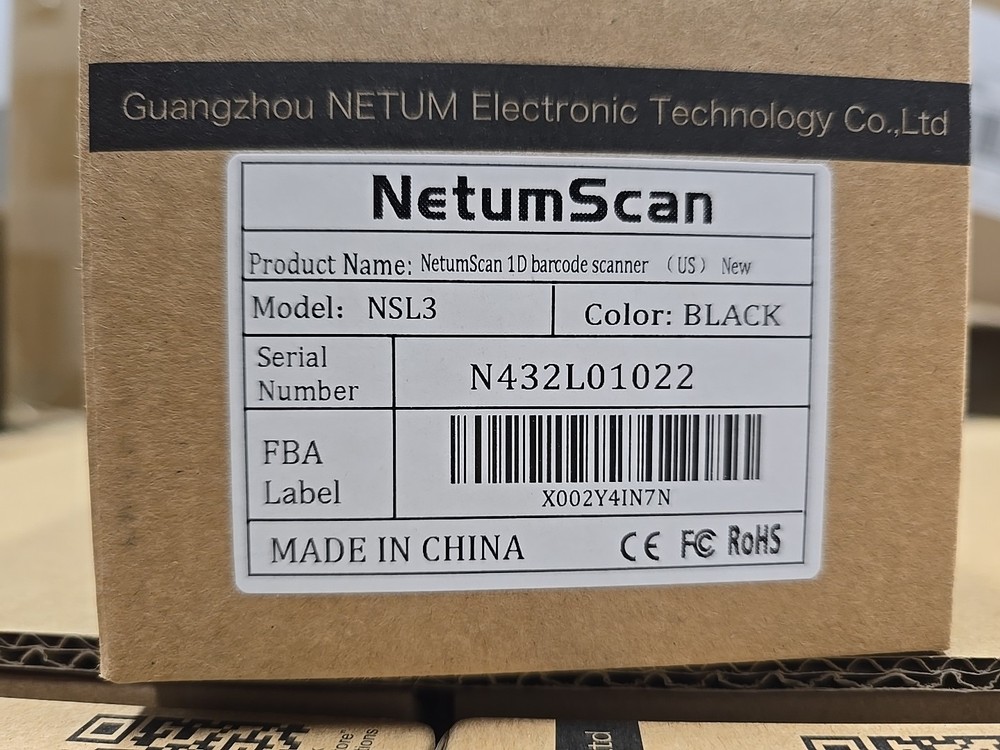 Guangzhou NETUM Electronic Technology Co.,Ltd
NetumScan
Product Name: NetumScan 1D barcode scanner （US） New
Model: NSL3
Color: BLACK
Serial Number
N432L01022
FBA Label
X002Y4IN7N
MADE IN CHINA
CE FC RoHS
ltd